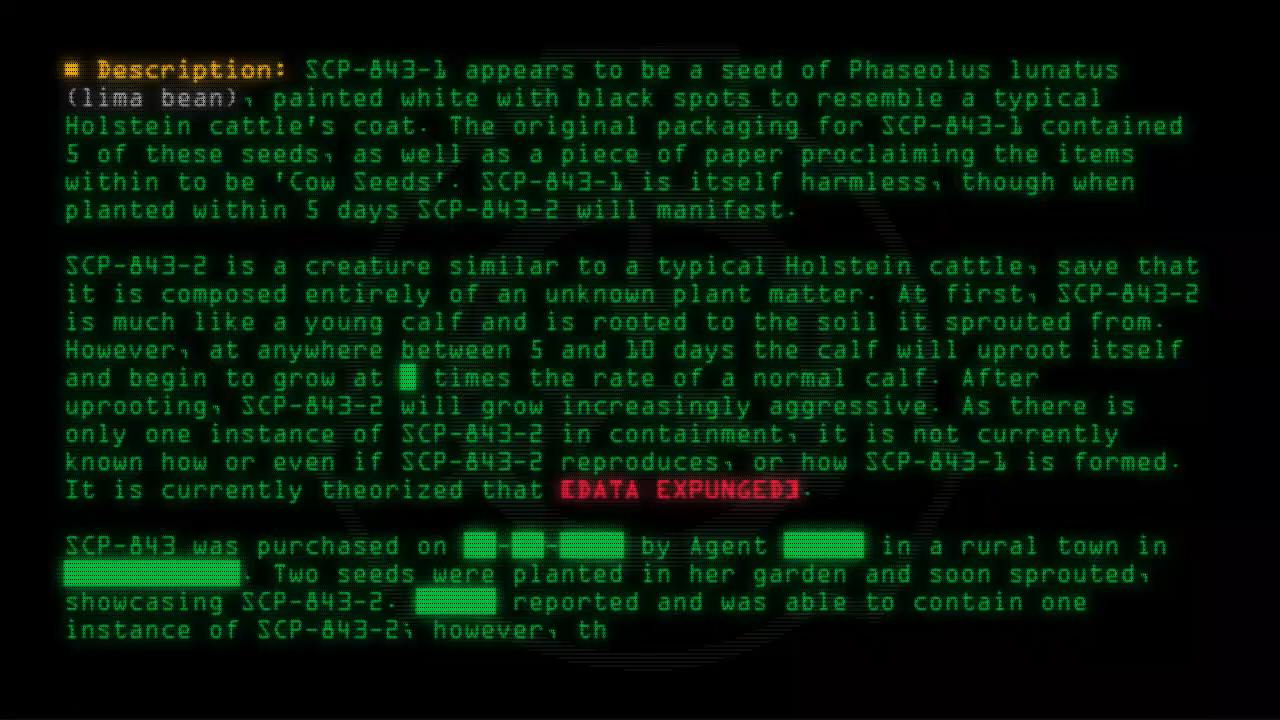 ■ Description: SCP-843-1 appears to be a seed of Phaseolus lunatus
(lima bean), painted white with black spots to resemble a typical
Holstein cattle's coat. The original packaging for SCP-843-1 contained
5 of these seeds, as well as a piece of paper proclaiming the items
within to be 'Cow Seeds'. SCP-843-1 is itself harmless, though when
planted within 5 days SCP-843-2 will manifest.
SCP-843-2 is a creature similar to a typical Holstein cattle, save that
it is composed entirely of an unknown plant matter. At first, SCP-843-2
is much like a young calf and is rooted to the soil it sprouted from.
However, at anywhere between 5 and 10 days the calf will uproot itself
and begin to grow at █ times the rate of a normal calf. After
uprooting, SCP-843-2 will grow increasingly aggressive. As there is
only one instance of SCP-843-2 in containment, it is not currently
known how or even if SCP-843-2 reproduces, or how SCP-843-1 is formed.
It is currently theorized that [DATA EXPUNGED].
SCP-843 was purchased on ██-██-████ by Agent █████ in a rural town in
███████████. Two seeds were planted in her garden and soon sprouted,
showcasing SCP-843-2. █████ reported and was able to contain one
instance of SCP-843-2; however, th